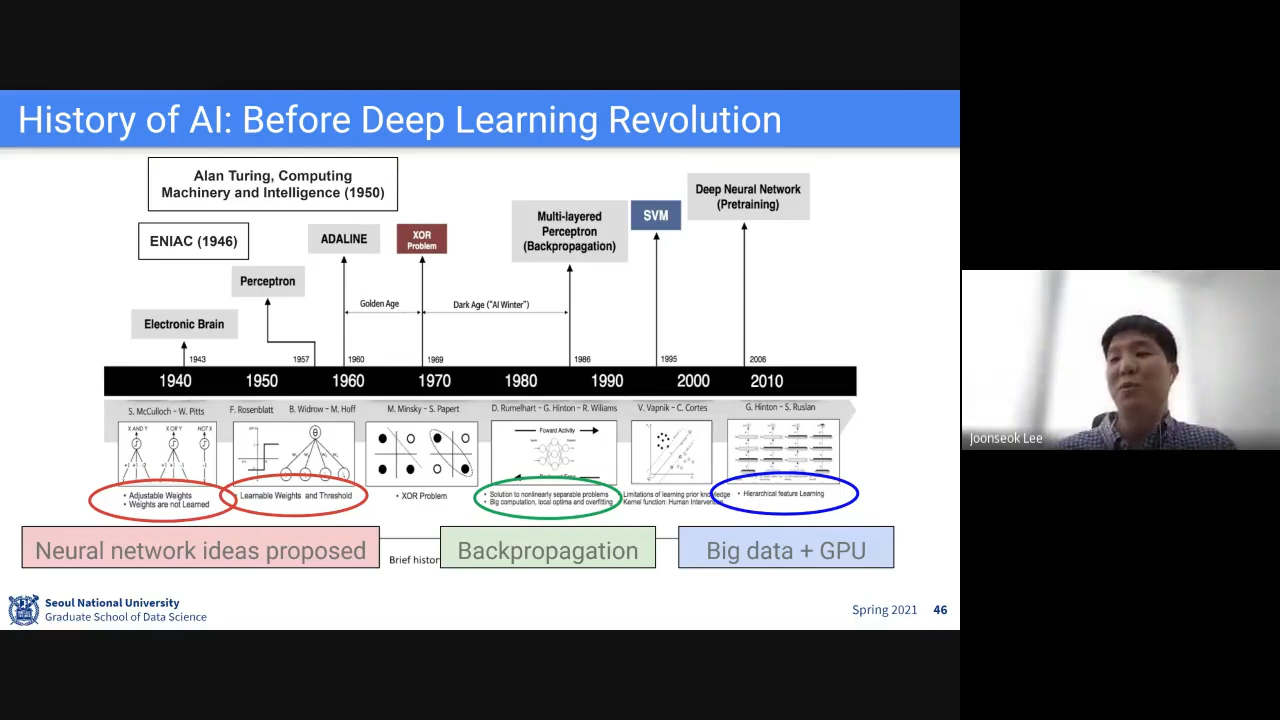 History of AI: Before Deep Learning Revolution
Alan Turing, Computing
Machinery and Intelligence (1950)
ENIAC (1946)
Electronic Brain
Perceptron
ADALINE
XOR
Problem
Multi-layered
Perceptron
(Backpropagation)
SVM
Deep Neural Network
(Pretraining)
Golden Age
Dark Age ("AI Winter")
1943
1957
1960
1969
1986
1995
2006
1940
1950
1960
1970
1980
1990
2000
2010
S. McCulloch – W. Pitts
F. Rosenblatt
B. Widrow – M. Hoff
M. Minsky – S. Papert
D. Rumelhart – G. Hinton – R. Wiliams
V. Vapnik – C. Cortes
G. Hinton – S. Ruslan
X AND Y
X OR Y
NOT X
Foward Activity
• Adjustable Weights
• Weights are not Learned
Learnable Weights and Threshold
• XOR Problem
• Solution to nonlinearly separable problems
• Big computation, local optima and overfitting
Limitations of learning prior knowledge
Kernel function: Human Intervention
• Hierarchical feature Learning
Neural network ideas proposed
Brief histor
Backpropagation
Big data + GPU
Seoul National University
Graduate School of Data Science
Spring 2021
46
Joonseok Lee